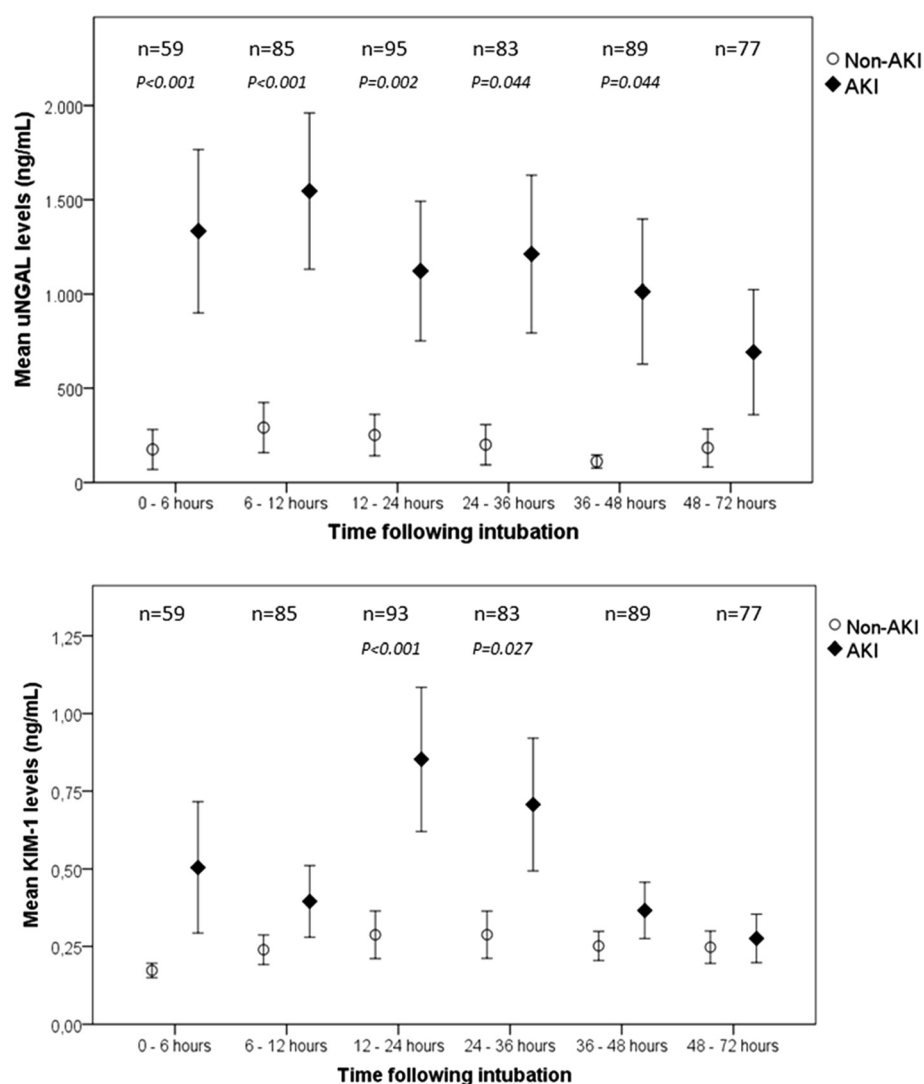 n=59 n=85 n=95 n=83 n=89 n=77
P<0.001 P<0.001 P=0.002 P=0.044 P=0.044
Non-AKI
AKI
Mean uNGAL levels (ng/mL)
2.000
1.500
1.000
500
0
0 - 6 hours 6 - 12 hours 12 - 24 hours 24 - 36 hours 36 - 48 hours 48 - 72 hours
Time following intubation
n=59 n=85 n=93 n=83 n=89 n=77
P<0.001 P=0.027
Non-AKI
AKI
Mean KIM-1 levels (ng/mL)
1,25
1,00
0,75
0,50
0,25
0,00
0 - 6 hours 6 - 12 hours 12 - 24 hours 24 - 36 hours 36 - 48 hours 48 - 72 hours
Time following intubation